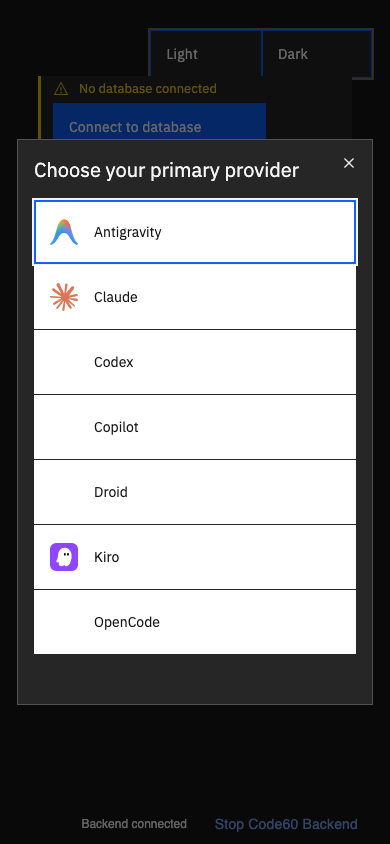 Light
Dark
No database connected
Connect to database
Choose your primary provider
Antigravity
Claude
Codex
Copilot
Droid
Kiro
OpenCode
Backend connected
Stop Code60 Backend